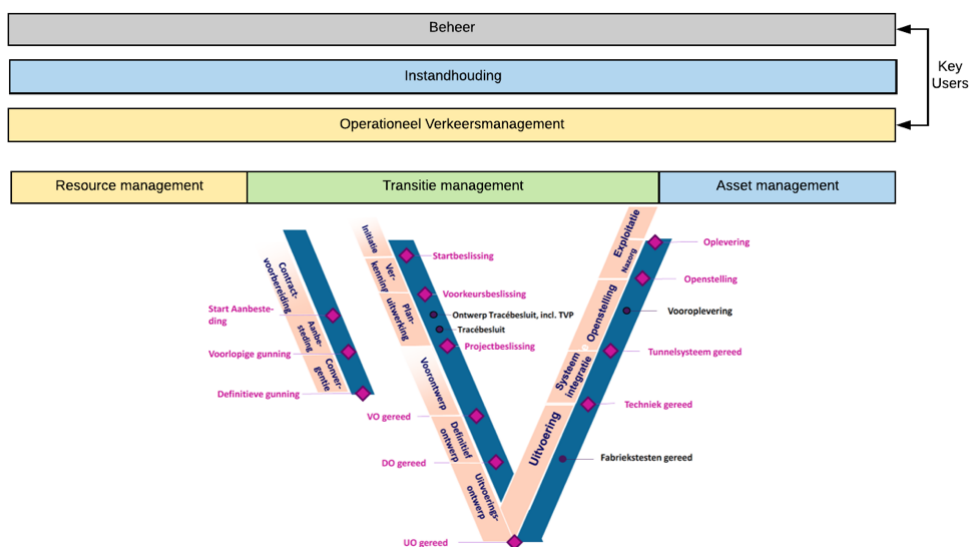 Beheer
Key
Users
Instandhouding
Operationeel Verkeersmanagement
Resource management
Transitie management
Asset management
Contract-
voorbereiding
Aanbe-
steding
Conver-
gentie
Start Aanbeste-
ding
Voorlopige gunning
Definitieve gunning
Initiatie
Ver-
kenning
Plan-
uitwerking
Voorontwerp
Definitief
ontwerp
Uitvoerings-
ontwerp
Startbeslissing
Voorkeursbeslissing
Ontwerp Tracébesluit, incl. TVP
Tracébesluit
Projectbeslissing
VO gereed
DO gereed
UO gereed
Exploitatie
Nazorg
Openstelling
Systeem
integratie
Uitvoering
Oplevering
Openstelling
Vooroplevering
Tunnelsysteem gereed
Techniek gereed
Fabriekstesten gereed